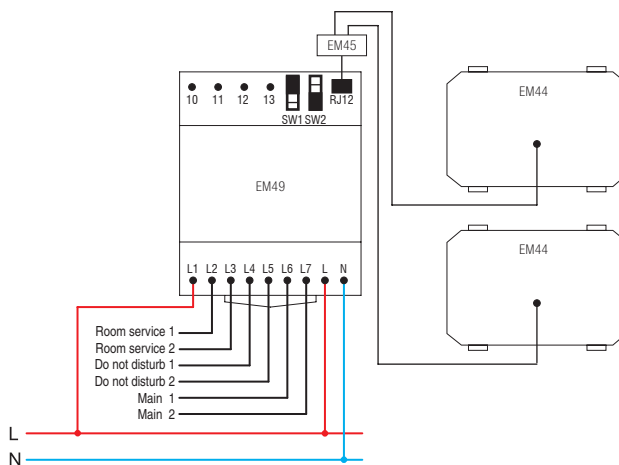 EM45
10 11 12 13 RJ12
SW1 SW2
EM44
EM49
EM44
L1 L2 L3 L4 L5 L6 L7 L N
Room service 1
Room service 2
Do not disturb 1
Do not disturb 2
Main 1
Main 2
L
N